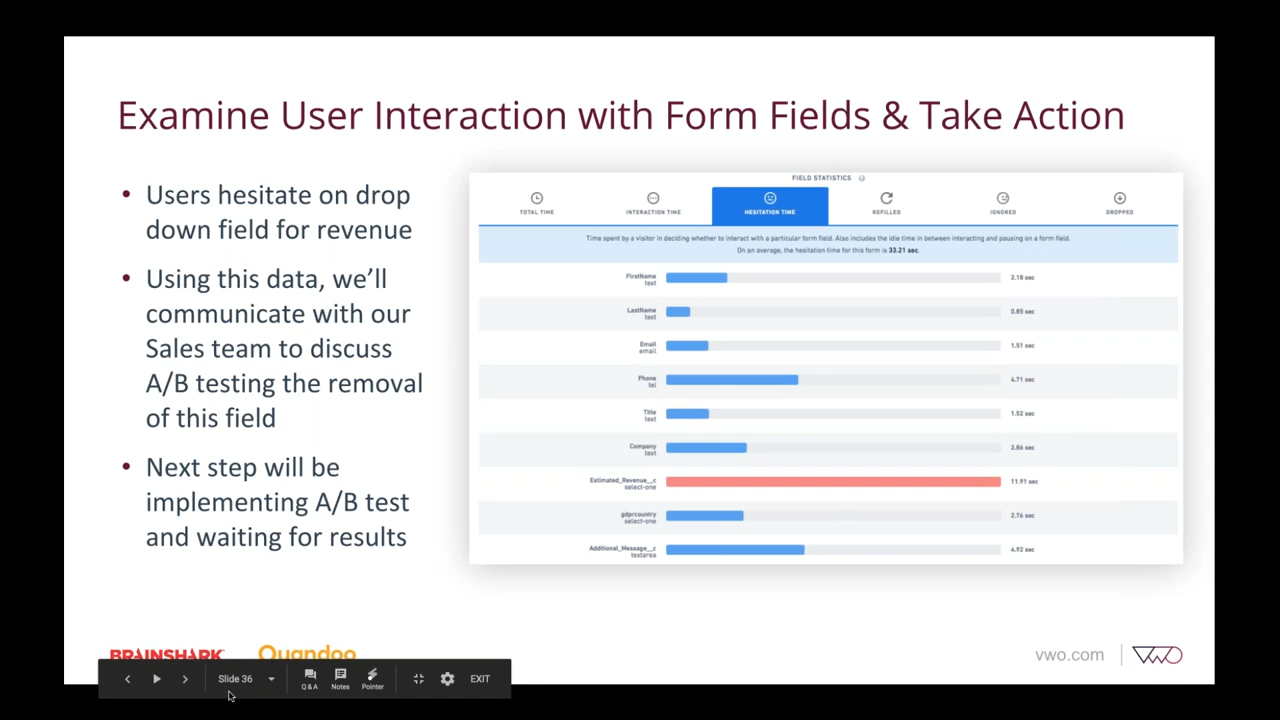 Examine User Interaction with Form Fields & Take Action
• Users hesitate on drop
down field for revenue
• Using this data, we’ll
communicate with our
Sales team to discuss
A/B testing the removal
of this field
• Next step will be
implementing A/B test
and waiting for results
FIELD STATISTICS
TOTAL TIME
INTERACTION TIME
HESITATION TIME
REFILLED
IGNORED
DROPPED
Time spent by a visitor in deciding whether to interact with a particular form field. Also includes the idle time in between interacting and pausing on a form field.
On an average, the hesitation time for this form is 33.21 sec.
FirstName
text
2.18 sec
LastName
text
0.85 sec
Email
email
1.51 sec
Phone
tel
4.71 sec
Title
text
1.52 sec
Company
text
2.86 sec
Estimated_Revenue__c
select-one
11.91 sec
gdprcountry
select-one
2.76 sec
Additional_Message__c
textarea
4.92 sec
BRAINSHARK
Quandoo
vwo.com
VWO
Slide 36
Q & A
Notes
Pointer
EXIT